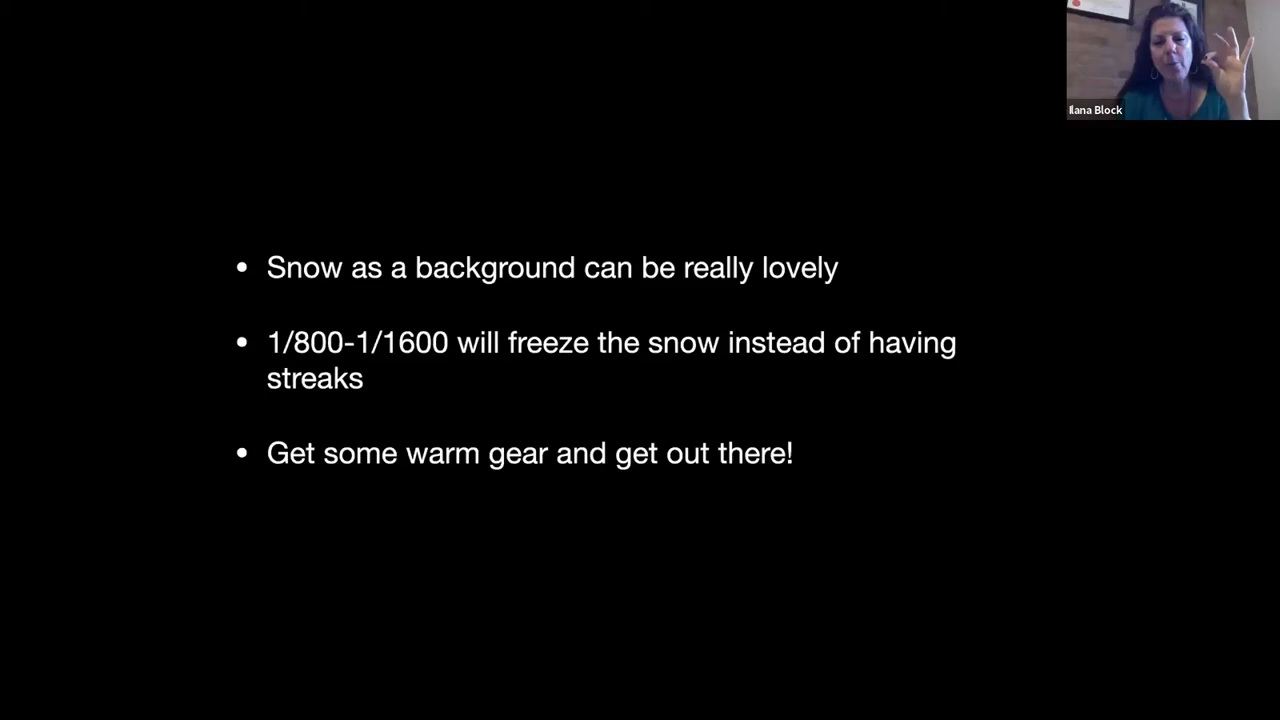 Ilana Block
• Snow as a background can be really lovely
• 1/800-1/1600 will freeze the snow instead of having
streaks
• Get some warm gear and get out there!